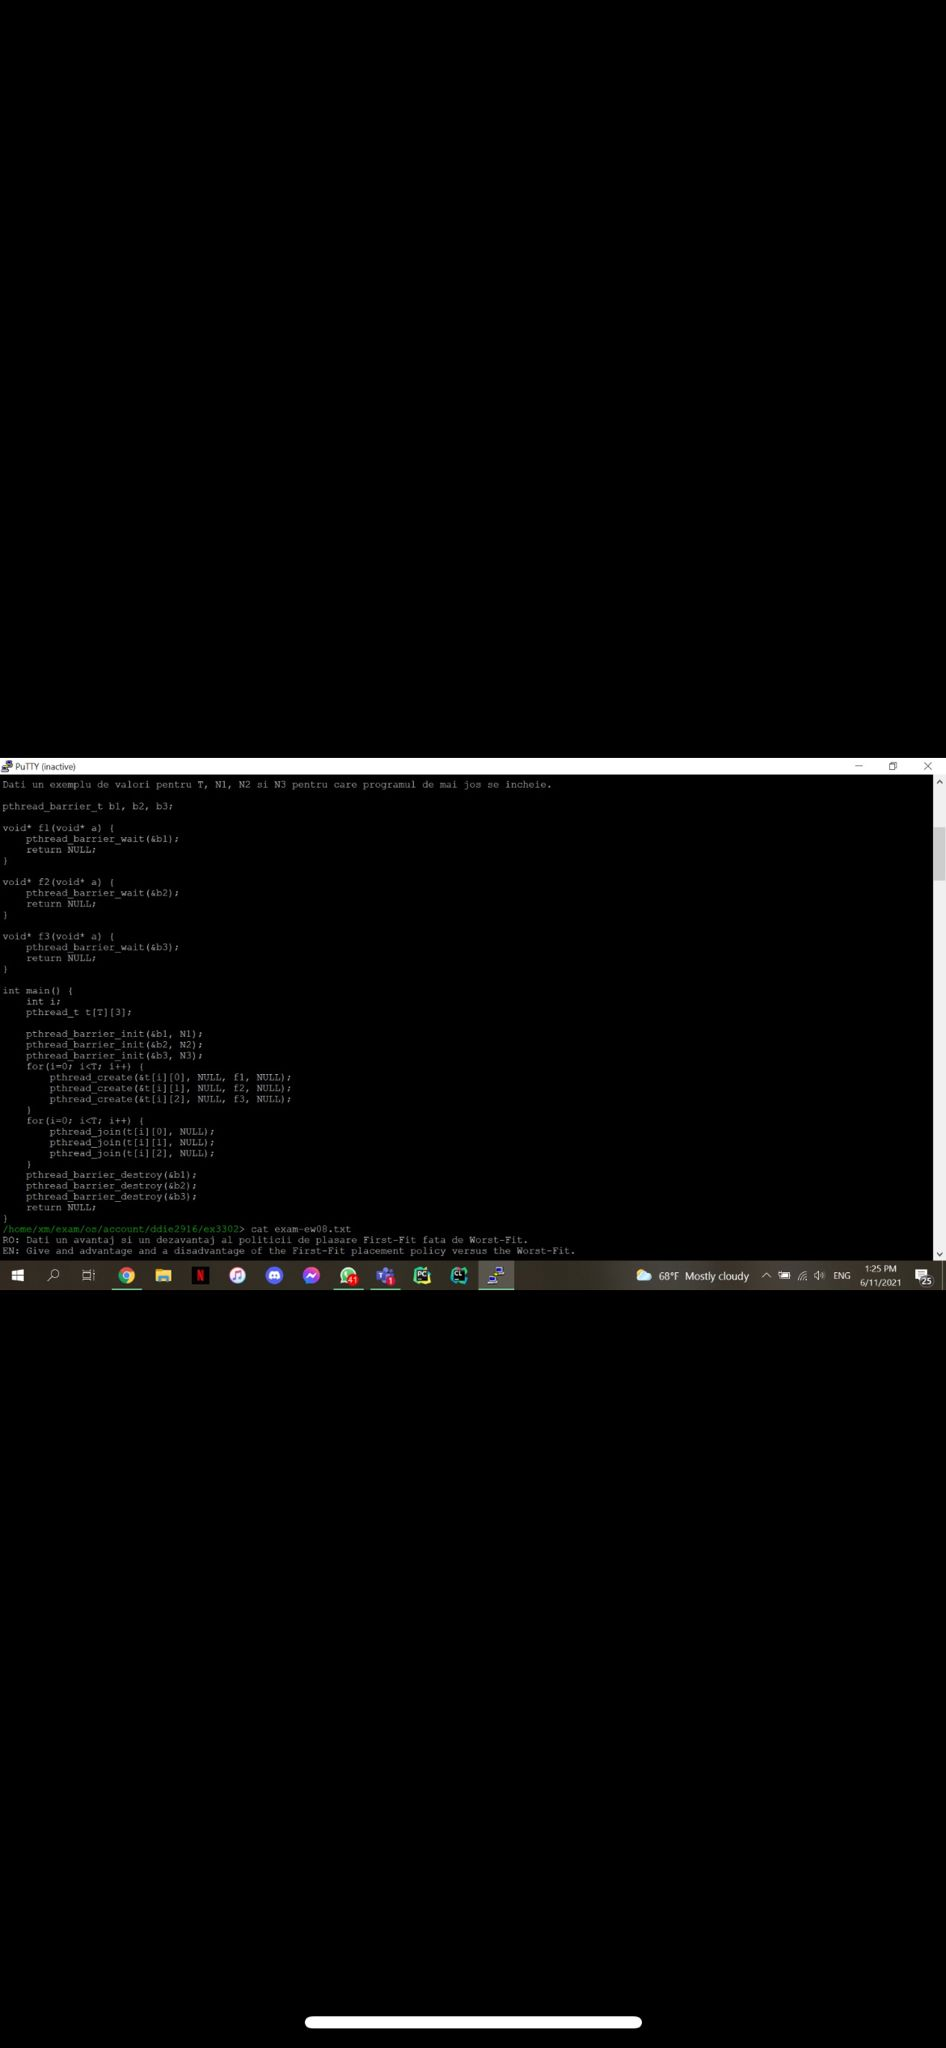 PuTTY (inactive)
Dati un exemplu de valori pentru T, N1, N2 si N3 pentru care programul de mai jos se incheie.
pthread_barrier_t b1, b2, b3;
void* f1(void* a) {
pthread_barrier_wait(&b1);
return NULL;
}
void* f2(void* a) {
pthread_barrier_wait(&b2);
return NULL;
}
void* f3(void* a) {
pthread_barrier_wait(&b3);
return NULL;
}
int main() {
int i;
pthread_t t[T][3];
pthread_barrier_init(&b1, N1);
pthread_barrier_init(&b2, N2);
pthread_barrier_init(&b3, N3);
for(i=0; i<T; i++) {
pthread_create(&t[i][0], NULL, f1, NULL);
pthread_create(&t[i][1], NULL, f2, NULL);
pthread_create(&t[i][2], NULL, f3, NULL);
}
for(i=0; i<T; i++) {
pthread_join(t[i][0], NULL);
pthread_join(t[i][1], NULL);
pthread_join(t[i][2], NULL);
}
pthread_barrier_destroy(&b1);
pthread_barrier_destroy(&b2);
pthread_barrier_destroy(&b3);
return NULL;
}
/home/xm/exam/os/account/ddie2916/ex3302> cat exam-ew08.txt
RO: Dati un avantaj si un dezavantaj al politicii de plasare First-Fit fata de Worst-Fit.
EN: Give and advantage and a disadvantage of the First-Fit placement policy versus the Worst-Fit.
N 41 1 PC CL 68°F Mostly cloudy ENG 1:25 PM
6/11/2021 25